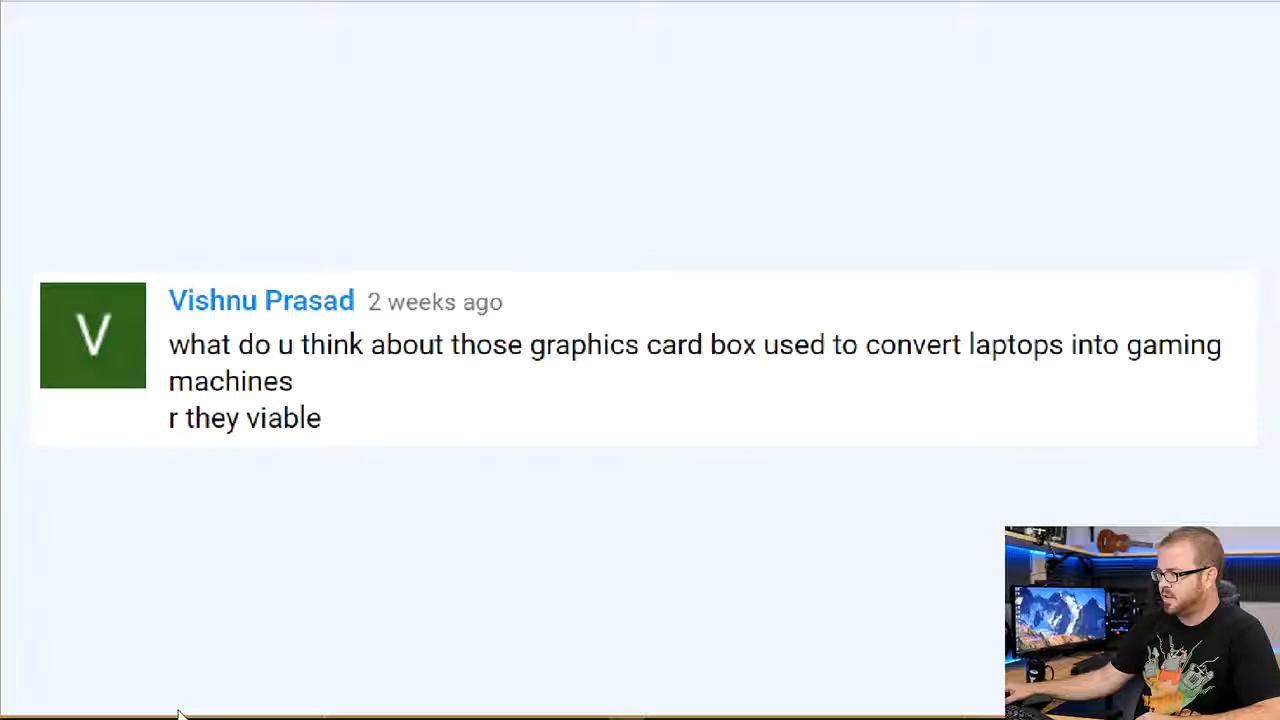 V
Vishnu Prasad 2 weeks ago
what do u think about those graphics card box used to convert laptops into gaming
machines
r they viable